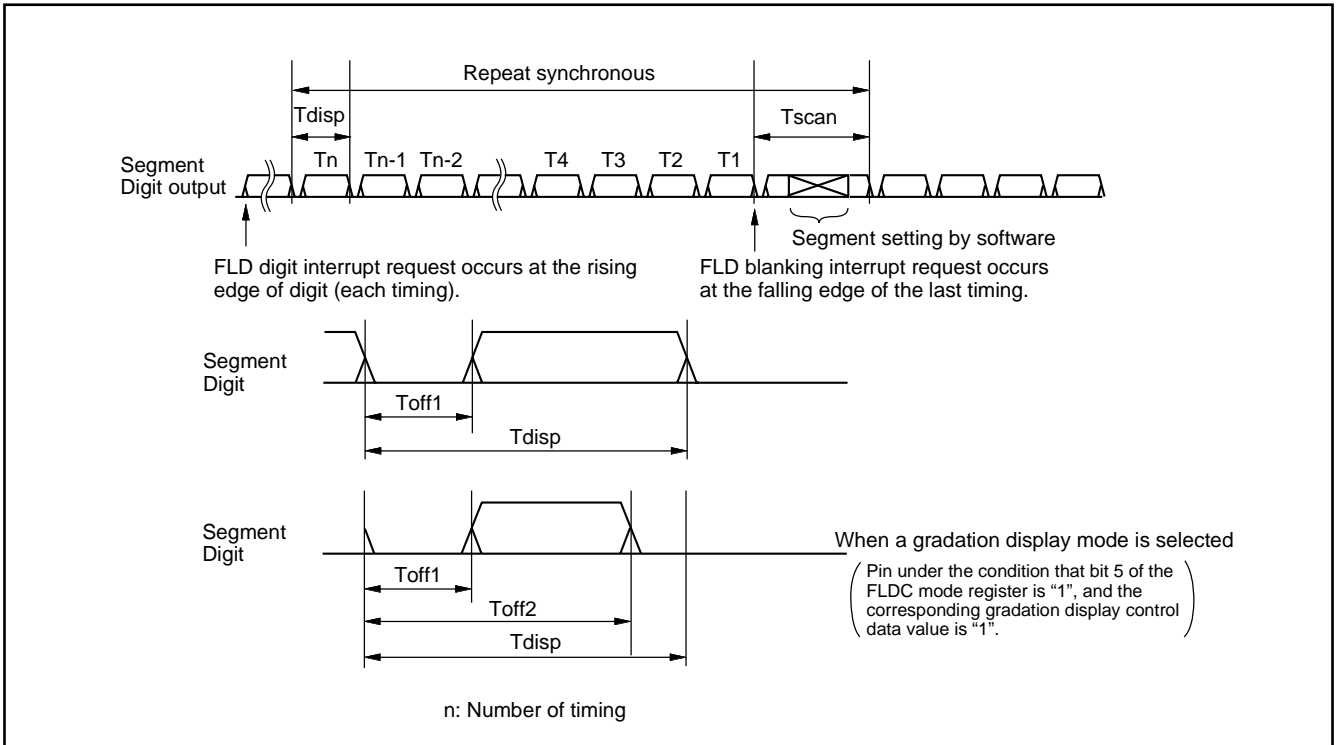 Repeat synchronous
Tdisp
Tscan
Segment
Digit output
Tn
Tn-1
Tn-2
T4
T3
T2
T1
Segment setting by software
FLD digit interrupt request occurs at the rising
edge of digit (each timing).
FLD blanking interrupt request occurs
at the falling edge of the last timing.
Segment
Digit
Toff1
Tdisp
Segment
Digit
Toff1
Toff2
Tdisp
When a gradation display mode is selected
Pin under the condition that bit 5 of the
FLDC mode register is “1”, and the
corresponding gradation display control
data value is “1”.
n: Number of timing